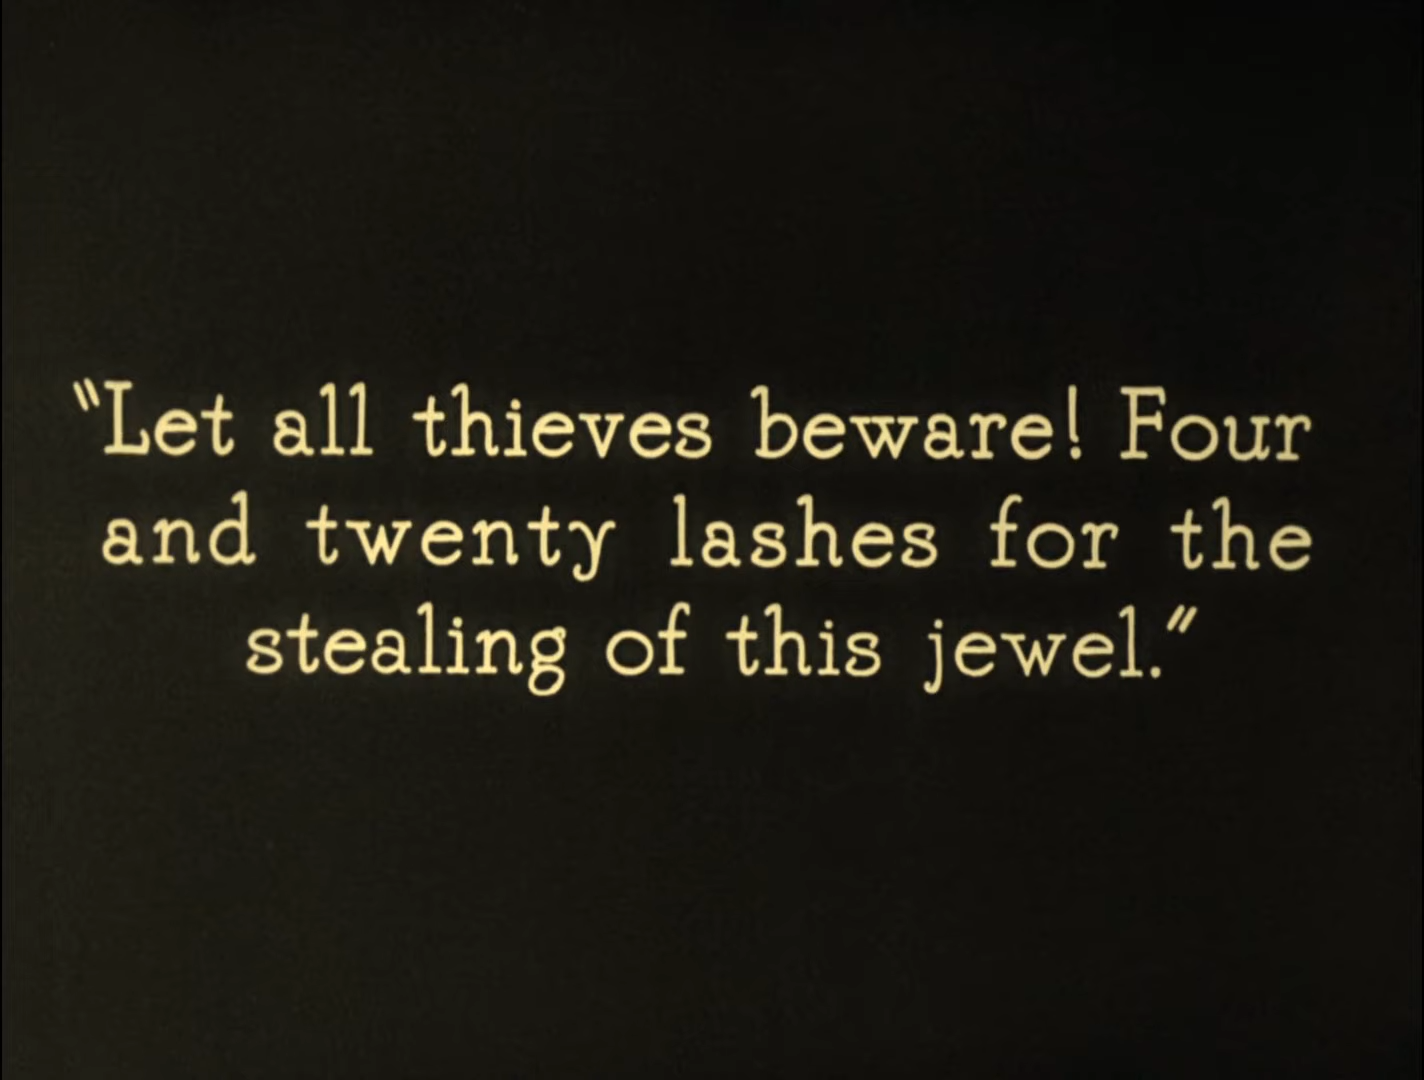 “Let all thieves beware! Four
and twenty lashes for the
stealing of this jewel.”